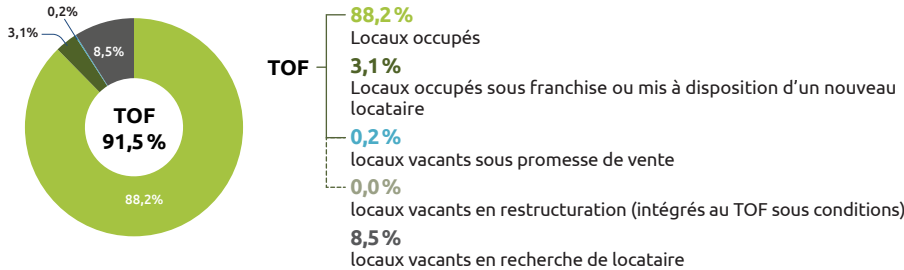 0,2%
3,1%
8,5%
TOF
91,5 %
88,2%
TOF
88,2 %
Locaux occupés
3,1 %
Locaux occupés sous franchise ou mis à disposition d’un nouveau
locataire
0,2 %
locaux vacants sous promesse de vente
0,0 %
locaux vacants en restructuration (intégrés au TOF sous conditions)
8,5 %
locaux vacants en recherche de locataire